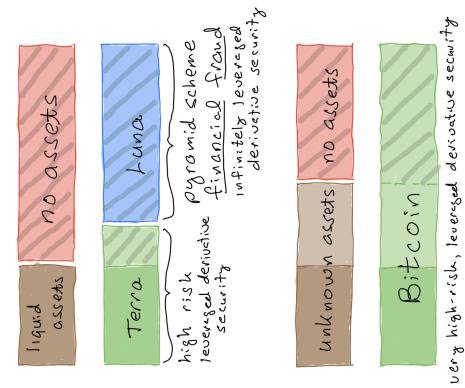 no assets
liquid
assets
Luna
Terra
pyramid scheme
financial fraud
infinitely leveraged
derivative security
high risk
leveraged derivative
security
no assets
unknown assets
Bitcoin
very high-risk, leveraged derivative security